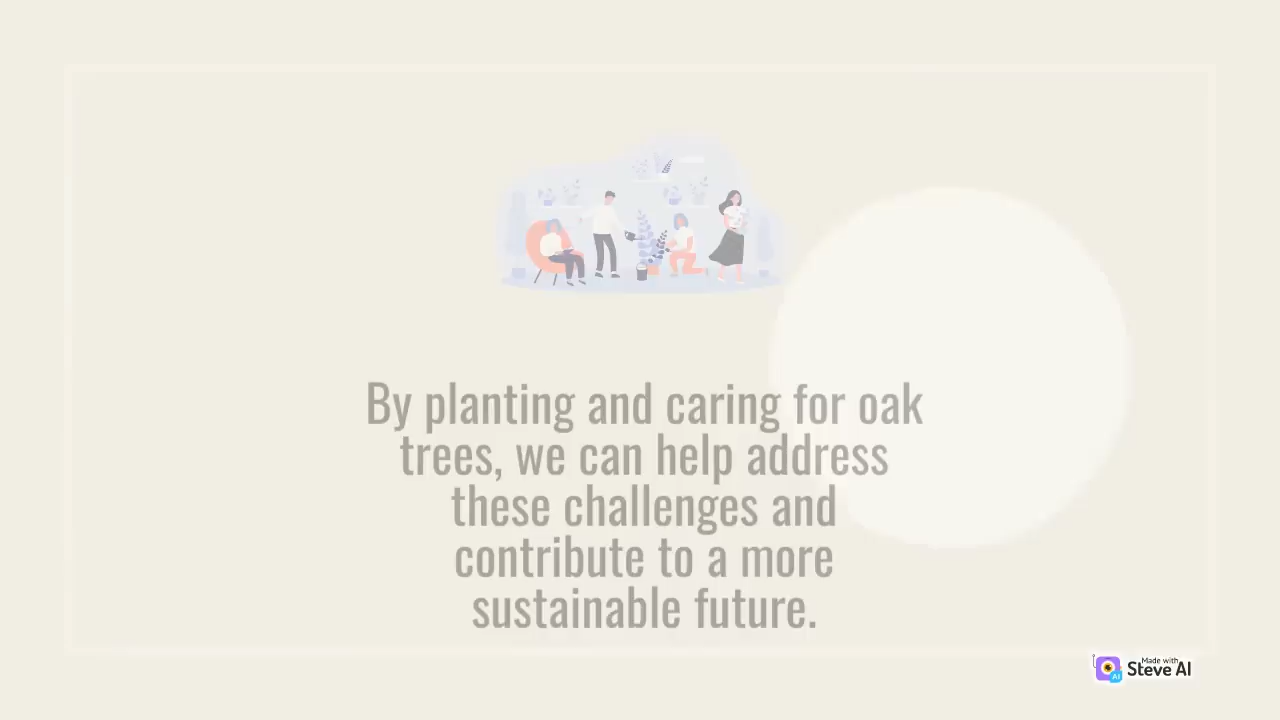 By planting and caring for oak
trees, we can help address
these challenges and
contribute to a more
sustainable future.
Made with
Steve AI
AI